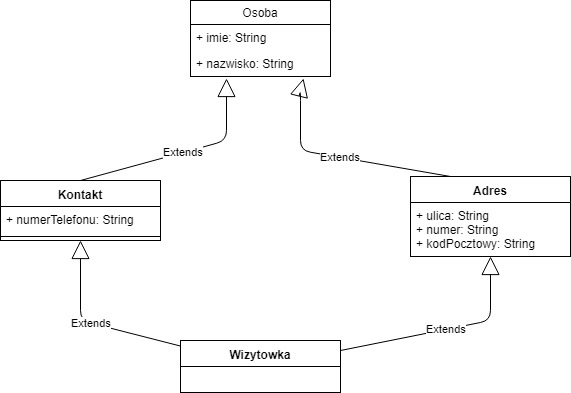 Osoba
+ imie: String
+ nazwisko: String
Extends
Extends
Kontakt
+ numerTelefonu: String
Adres
+ ulica: String
+ numer: String
+ kodPocztowy: String
Extends
Extends
Wizytowka